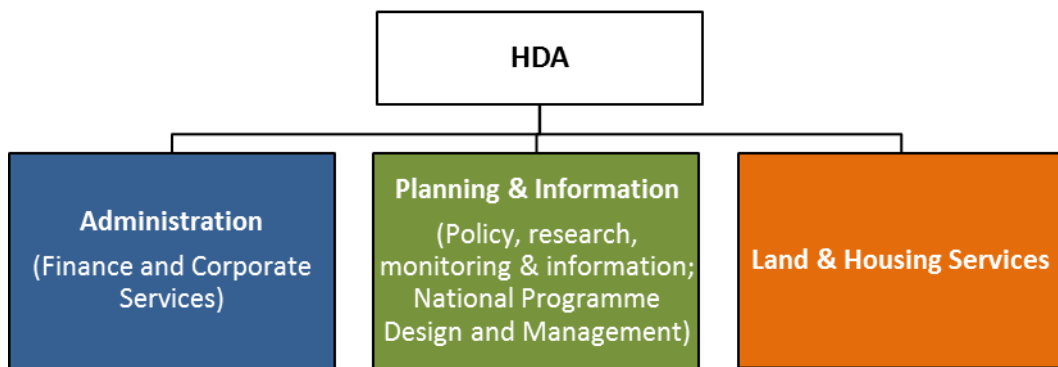 HDA
Administration
(Finance and Corporate
Services)
Planning & Information
(Policy, research,
monitoring & information;
National Programme
Design and Management)
Land & Housing Services